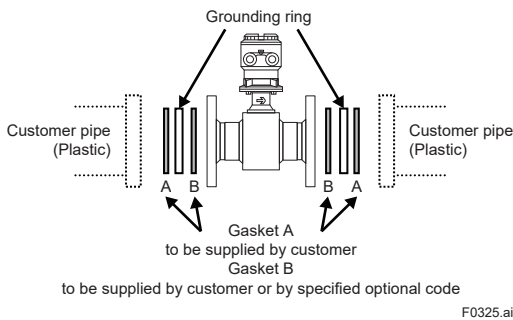 Grounding ring
Customer pipe
(Plastic)
Customer pipe
(Plastic)
A B B A
Gasket A
to be supplied by customer
Gasket B
to be supplied by customer or by specified optional code
F0325.ai